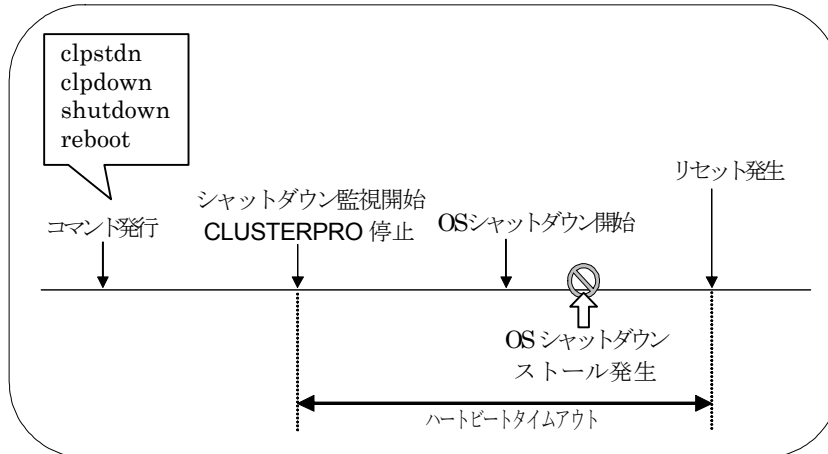 clpstdn
clpdown
shutdown
reboot
コマンド発行
シャットダウン監視開始
CLUSTERPRO 停止
OSシャットダウン開始
リセット発生
OS シャットダウン
ストール発生
ハートビートタイムアウト